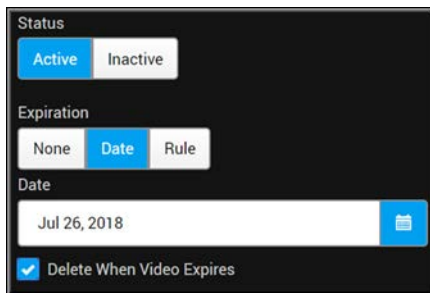 Status
Active Inactive
Expiration
None Date Rule
Date
Jul 26, 2018
Delete When Video Expires